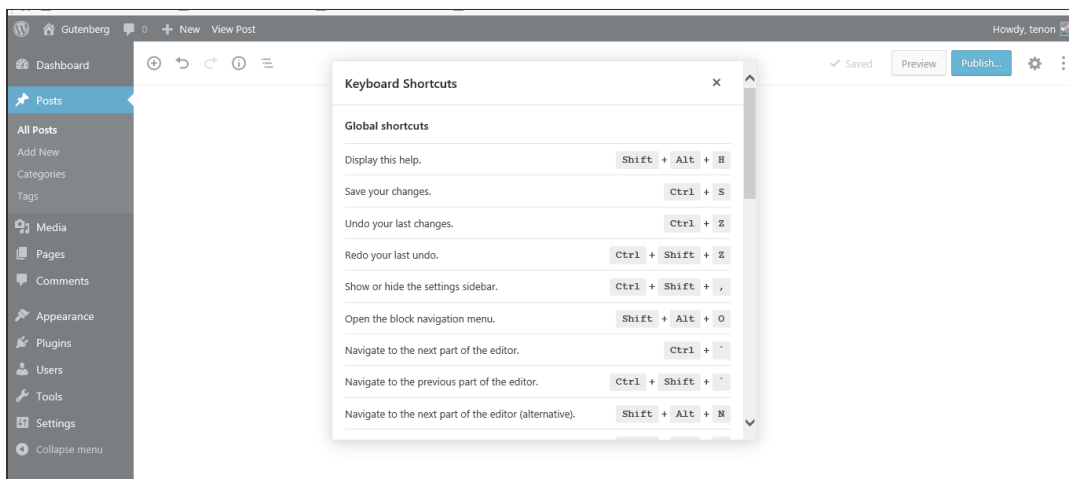 Gutenberg 0 + New View Post Howdy, tenon
Dashboard
Posts
All Posts
Add New
Categories
Tags
Media
Pages
Comments
Appearance
Plugins
Users
Tools
Settings
Collapse menu
Saved Preview Publish...
Keyboard Shortcuts ×
Global shortcuts
Display this help. Shift + Alt + H
Save your changes. Ctrl + S
Undo your last changes. Ctrl + Z
Redo your last undo. Ctrl + Shift + Z
Show or hide the settings sidebar. Ctrl + Shift + ,
Open the block navigation menu. Shift + Alt + O
Navigate to the next part of the editor. Ctrl + `
Navigate to the previous part of the editor. Ctrl + Shift + `
Navigate to the next part of the editor (alternative). Shift + Alt + N